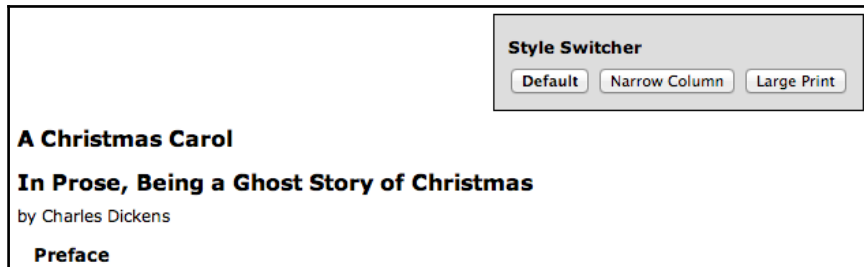 Style Switcher
Default Narrow Column Large Print
A Christmas Carol
In Prose, Being a Ghost Story of Christmas
by Charles Dickens
Preface